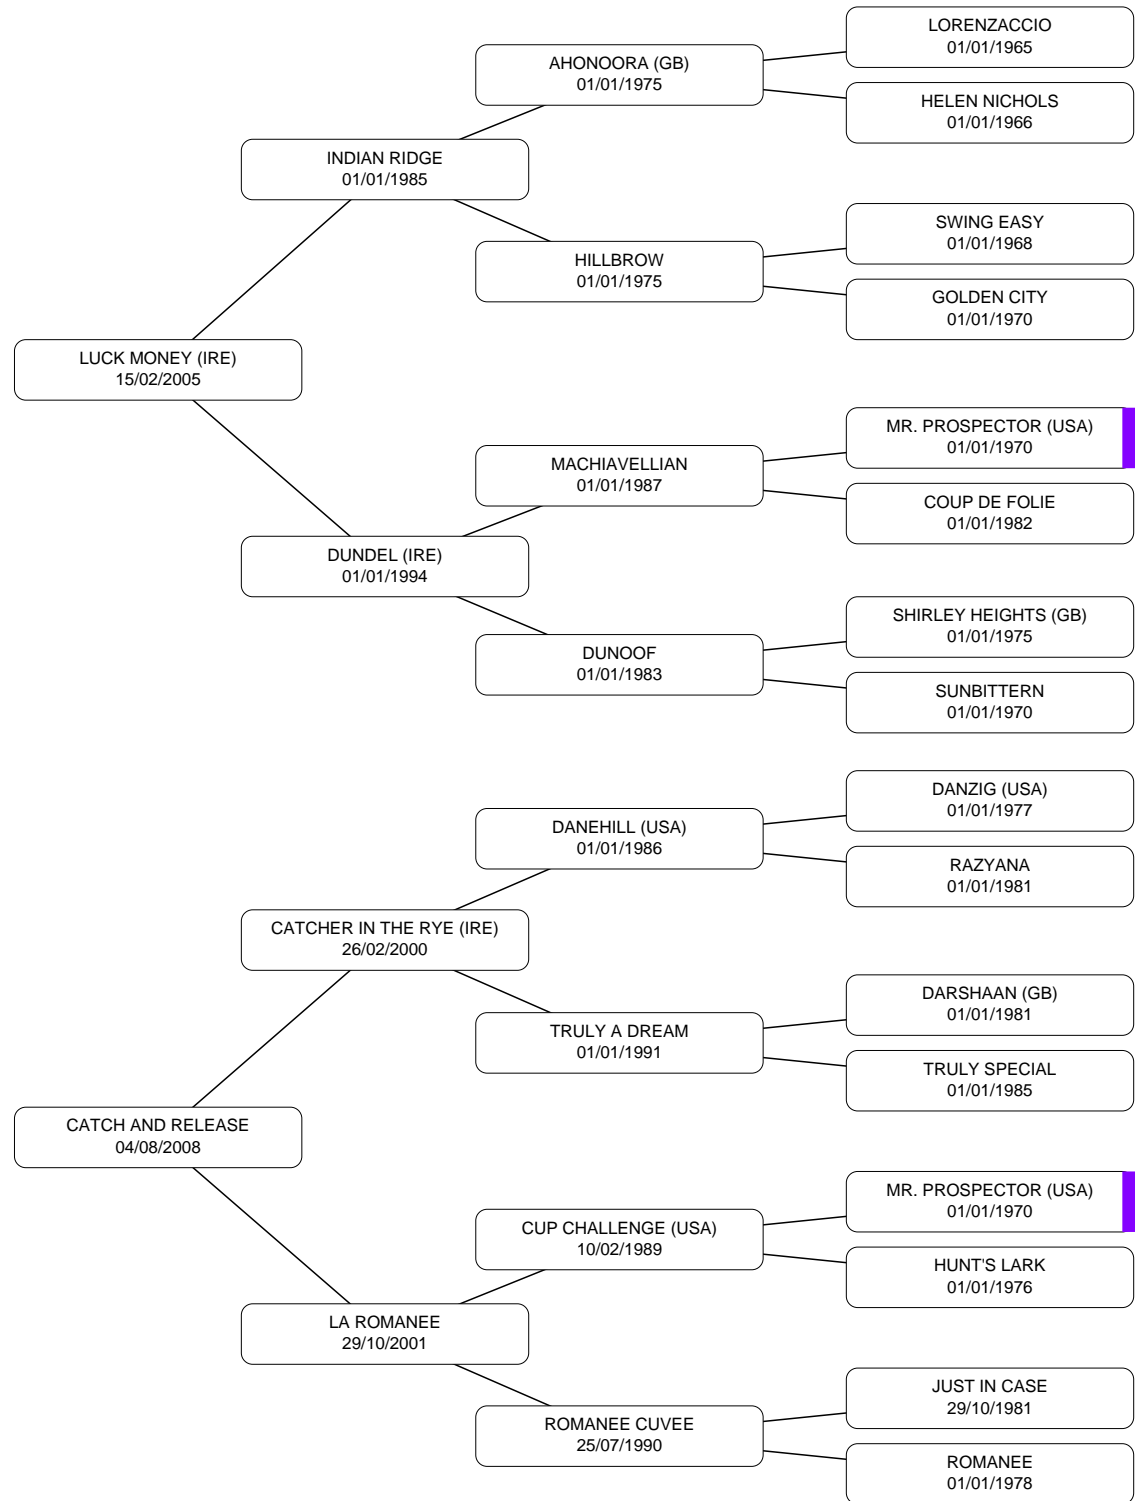 LORENZACCIO
01/01/1965
AHONOORA (GB)
01/01/1975
HELEN NICHOLS
01/01/1966
INDIAN RIDGE
01/01/1985
SWING EASY
01/01/1968
HILLBROW
01/01/1975
GOLDEN CITY
01/01/1970
LUCK MONEY (IRE)
15/02/2005
MR. PROSPECTOR (USA)
01/01/1970
MACHIAVELLIAN
01/01/1987
COUP DE FOLIE
01/01/1982
DUNDEL (IRE)
01/01/1994
SHIRLEY HEIGHTS (GB)
01/01/1975
DUNOOF
01/01/1983
SUNBITTERN
01/01/1970
DANZIG (USA)
01/01/1977
DANEHILL (USA)
01/01/1986
RAZYANA
01/01/1981
CATCHER IN THE RYE (IRE)
26/02/2000
DARSHAAN (GB)
01/01/1981
TRULY A DREAM
01/01/1991
TRULY SPECIAL
01/01/1985
CATCH AND RELEASE
04/08/2008
MR. PROSPECTOR (USA)
01/01/1970
CUP CHALLENGE (USA)
10/02/1989
HUNT'S LARK
01/01/1976
LA ROMANEE
29/10/2001
JUST IN CASE
29/10/1981
ROMANEE CUVEE
25/07/1990
ROMANEE
01/01/1978